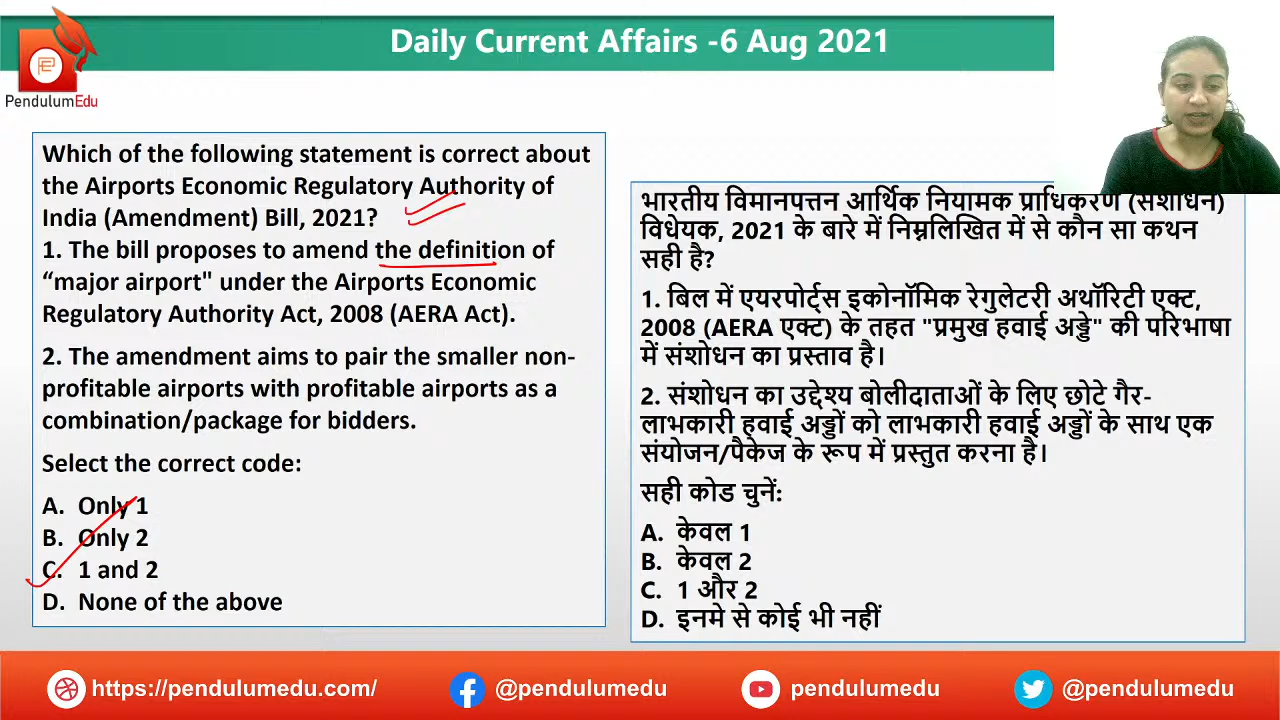 Daily Current Affairs -6 Aug 2021
PendulumEdu
Which of the following statement is correct about
the Airports Economic Regulatory Authority of
India (Amendment) Bill, 2021?
1. The bill proposes to amend the definition of
“major airport" under the Airports Economic
Regulatory Authority Act, 2008 (AERA Act).
2. The amendment aims to pair the smaller non-
profitable airports with profitable airports as a
combination/package for bidders.
Select the correct code:
A. Only 1
B. Only 2
C. 1 and 2
D. None of the above
भारतीय विमानपत्तन आर्थिक नियामक प्राधिकरण (संशोधन)
विधेयक, 2021 के बारे में निम्नलिखित में से कौन सा कथन
सही है?
1. बिल में एयरपोर्ट्स इकोनॉमिक रेगुलेटरी अथॉरिटी एक्ट,
2008 (AERA एक्ट) के तहत "प्रमुख हवाई अड्डे" की परिभाषा
में संशोधन का प्रस्ताव है।
2. संशोधन का उद्देश्य बोलीदाताओं के लिए छोटे गैर-
लाभकारी हवाई अड्डों को लाभकारी हवाई अड्डों के साथ एक
संयोजन/पैकेज के रूप में प्रस्तुत करना है।
सही कोड चुनें:
A. केवल 1
B. केवल 2
C. 1 और 2
D. इनमे से कोई भी नहीं
https://pendulumedu.com/
@pendulumedu
pendulumedu
@pendulumedu